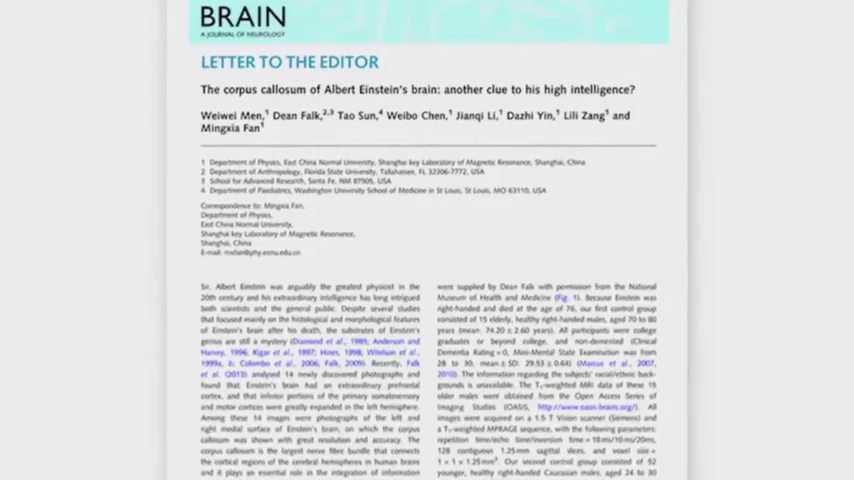 BRAIN
A JOURNAL OF NEUROLOGY
LETTER TO THE EDITOR
The corpus callosum of Albert Einstein's brain: another clue to his high intelligence?
Weiwei Men,1 Dean Falk,2,3 Tao Sun,4 Weibo Chen,1 Jianqi Li,1 Dazhi Yin,1 Lili Zang1 and
Mingxia Fan1
1 Department of Physics, East China Normal University, Shanghai key Laboratory of Magnetic Resonance, Shanghai, China
2 Department of Anthropology, Florida State University, Tallahassee, FL 32306-7772, USA
3 School for Advanced Research, Santa Fe, NM 87505, USA
4 Department of Paediatrics, Washington University School of Medicine in St Louis, St Louis, MO 63110, USA
Correspondence to: Mingxia Fan,
Department of Physics,
East China Normal University,
Shanghai key Laboratory of Magnetic Resonance,
Shanghai, China
E-mail: mxfan@phy.ecnu.edu.cn
Sir, Albert Einstein was arguably the greatest physicist in the
20th century and his extraordinary intelligence has long intrigued
both scientists and the general public. Despite several studies
that focused mainly on the histological and morphological features
of Einstein's brain after his death, the substrates of Einstein's
genius are still a mystery (Diamond et al., 1985; Anderson and
Harvey, 1996; Kigar et al., 1997; Hines, 1998; Witelson et al.,
1999a, b; Colombo et al., 2006; Falk, 2009). Recently, Falk
et al. (2013) analysed 14 newly discovered photographs and
found that Einstein's brain had an extraordinary prefrontal
cortex, and that inferior portions of the primary somatosensory
and motor cortices were greatly expanded in the left hemisphere.
Among these 14 images were photographs of the left and
right medial surface of Einstein's brain, on which the corpus
callosum was shown with great resolution and accuracy. The
corpus callosum is the largest nerve fibre bundle that connects
the cortical regions of the cerebral hemispheres in human brains
and it plays an essential role in the integration of information
were supplied by Dean Falk with permission from the National
Museum of Health and Medicine (Fig. 1). Because Einstein was
right-handed and died at the age of 76, our first control group
consisted of 15 elderly, healthy right-handed males, aged 70 to 80
years (mean: 74.20 ± 2.60 years). All participants were college
graduates or beyond college, and non-demented (Clinical
Dementia Rating = 0, Mini-Mental State Examination was from
28 to 30, mean ± SD: 29.53 ± 0.64) (Marcus et al., 2007,
2010). The information regarding the subjects' racial/ethnic back-
grounds is unavailable. The T1-weighted MRI data of these 15
older males were obtained from the Open Access Series of
Imaging Studies (OASIS, http://www.oasis-brains.org/). All
images were acquired on a 1.5 T Vision scanner (Siemens) and
a T1-weighted MPRAGE sequence, with the following parameters:
repetition time/echo time/inversion time = 18 ms/10 ms/20ms,
128 contiguous 1.25 mm sagittal slices, and voxel size =
1 × 1 × 1.25 mm3. Our second control group consisted of 52
younger, healthy right-handed Caucasian males, aged 24 to 30